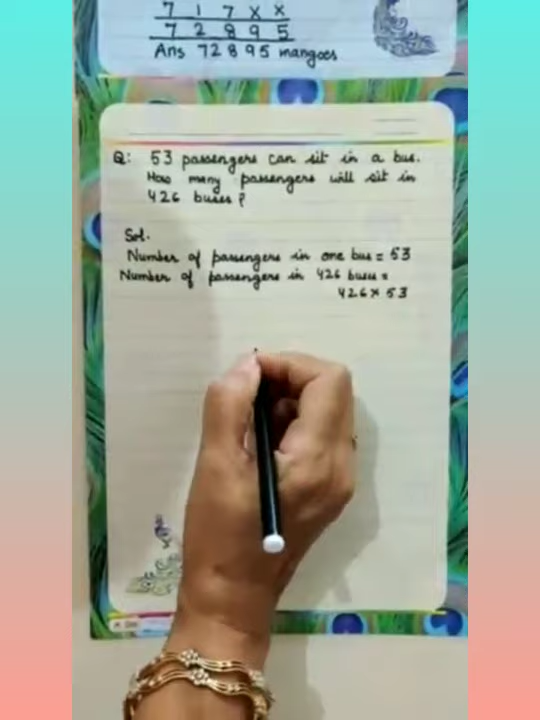 7 1 7 x x
7 2 8 9 5
Ans 72895 mangoes
Q: 53 passengers can sit in a bus.
How many passengers will sit in
426 buses?
Sol.
Number of passengers in one bus = 53
Number of passengers in 426 buses =
426 × 53